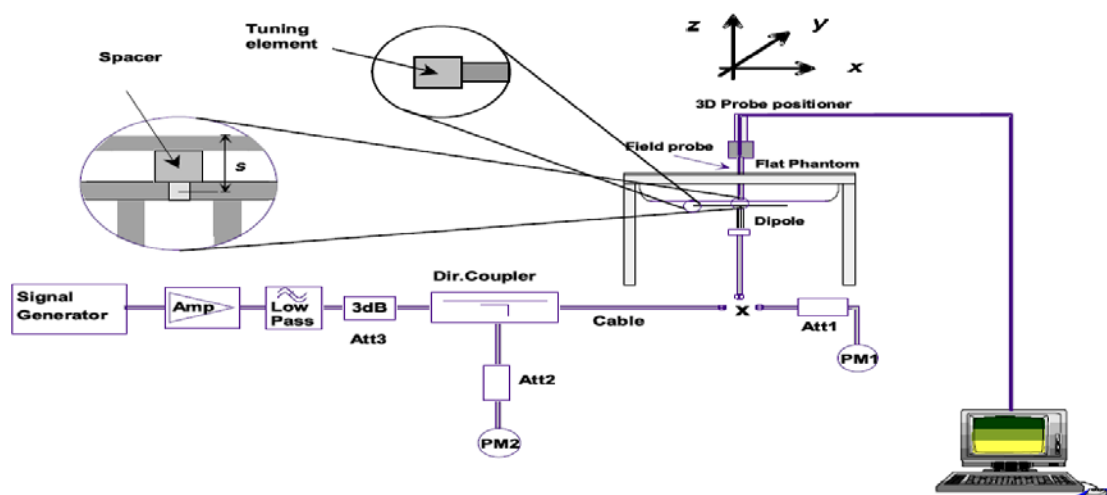 Tuning
element
Spacer
s
z
y
x
3D Probe positioner
Field probe
Flat Phantom
Dipole
Signal
Generator
Amp
Low
Pass
3dB
Att3
Dir.Coupler
Cable
x
Att1
PM1
Att2
PM2